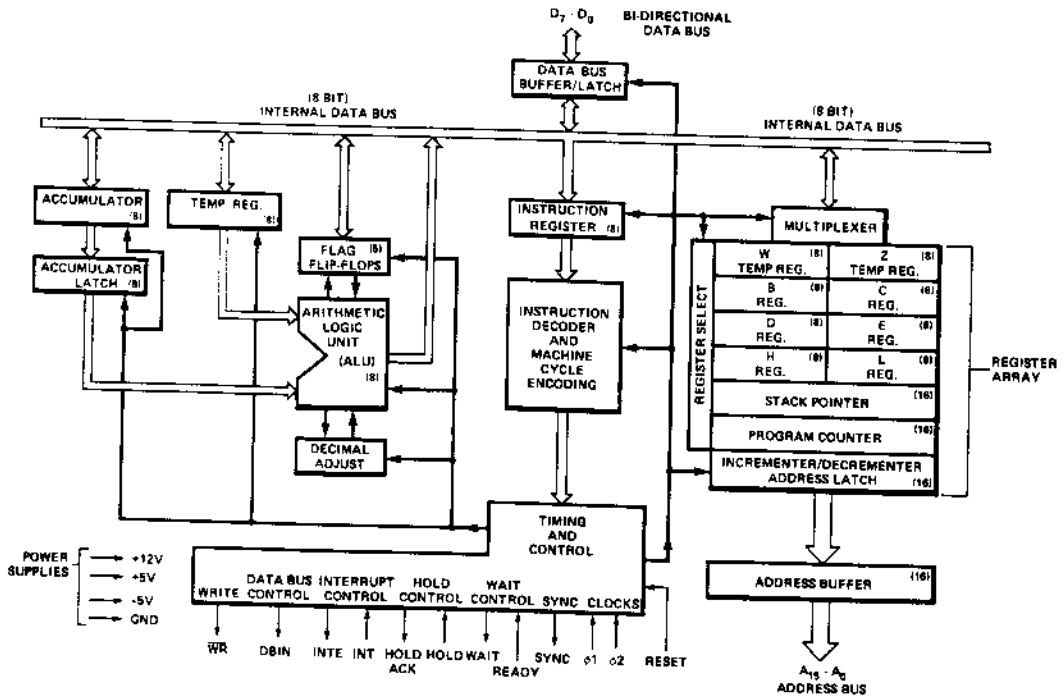 D7 - D0 BI-DIRECTIONAL
DATA BUS
DATA BUS
BUFFER/LATCH
(8 BIT)
INTERNAL DATA BUS
(8 BIT)
INTERNAL DATA BUS
ACCUMULATOR
(8)
TEMP REG.
(8)
ACCUMULATOR
LATCH (8)
FLAG (5)
FLIP-FLOPS
ARITHMETIC
LOGIC
UNIT
(ALU)
(8)
DECIMAL
ADJUST
INSTRUCTION
REGISTER (8)
INSTRUCTION
DECODER
AND
MACHINE
CYCLE
ENCODING
MULTIPLEXER
REGISTER SELECT
W (8)
TEMP REG.
Z (8)
TEMP REG.
B (8)
REG.
C (8)
REG.
D (8)
REG.
E (8)
REG.
H (8)
REG.
L (8)
REG.
STACK POINTER (16)
PROGRAM COUNTER (16)
INCREMENTER/DECREMENTER
ADDRESS LATCH (16)
REGISTER
ARRAY
TIMING
AND
CONTROL
POWER
SUPPLIES
+12V
+5V
-5V
GND
WRITE
DATA BUS
CONTROL
INTERRUPT
CONTROL
HOLD
CONTROL
WAIT
CONTROL
SYNC
CLOCKS
WR
DBIN
INTE
INT
HOLD
ACK
HOLD
WAIT
READY
SYNC
ø1
ø2
RESET
ADDRESS BUFFER (16)
A15 - A0
ADDRESS BUS